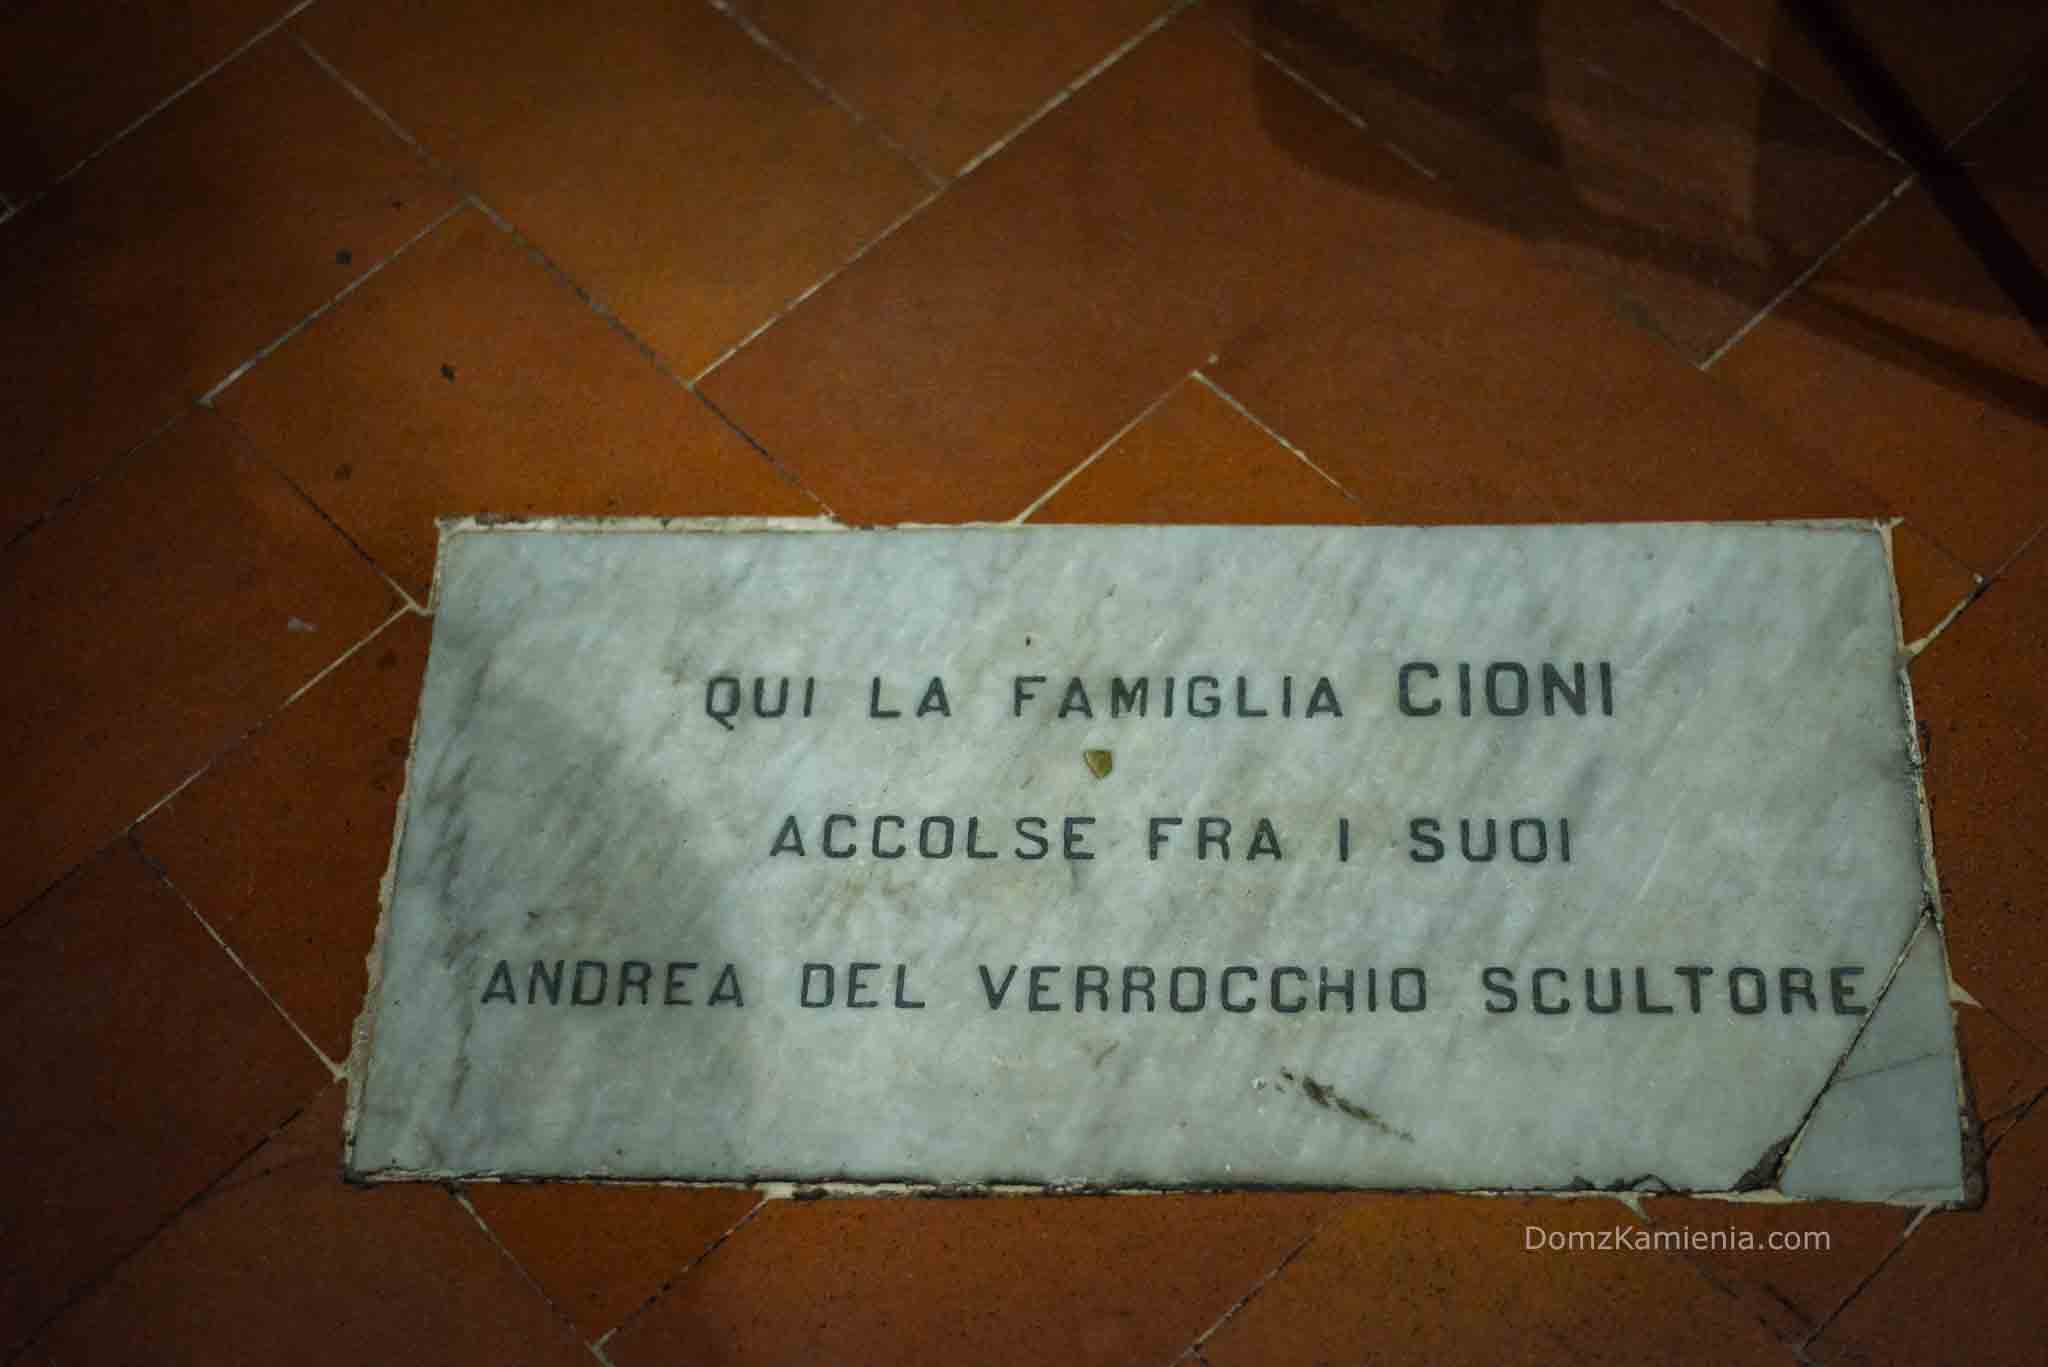 QUI LA FAMIGLIA CIONI
ACCOLSE FRA I SUOI
ANDREA DEL VERROCCHIO SCULTORE
DomzKamienia.com